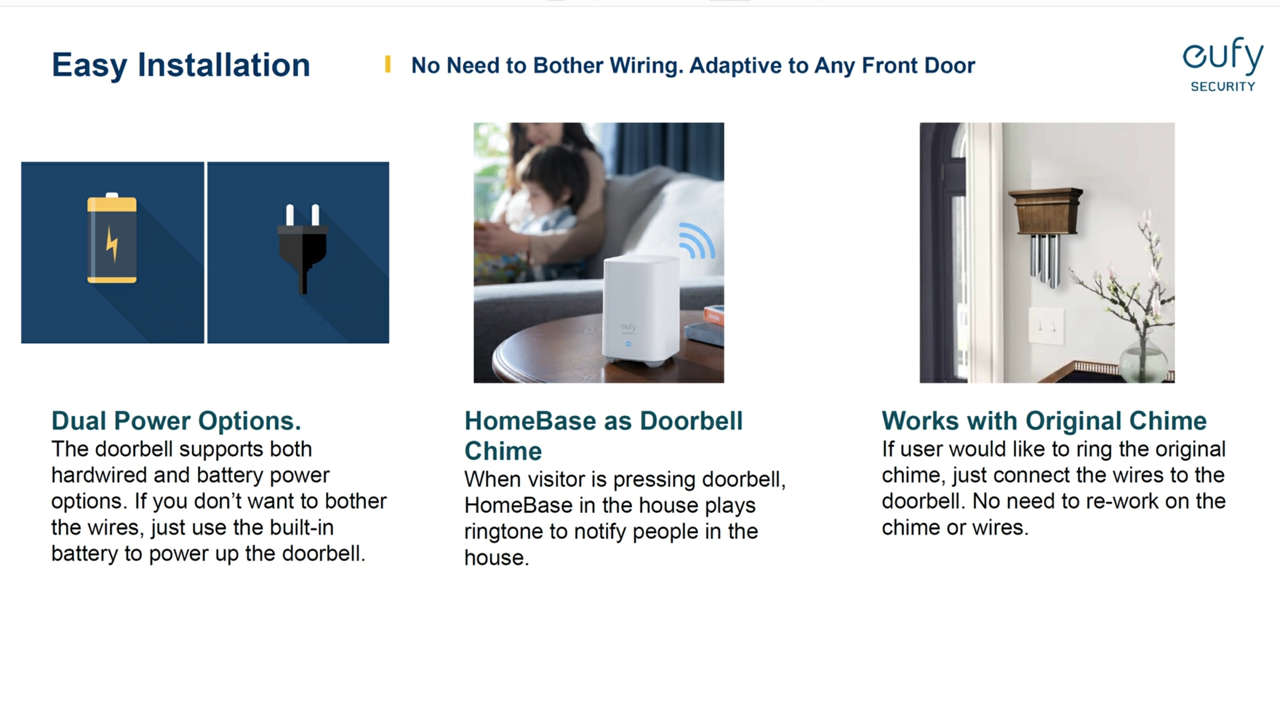 Easy Installation
No Need to Bother Wiring. Adaptive to Any Front Door
eufy
SECURITY
eufy
Dual Power Options.
The doorbell supports both
hardwired and battery power
options. If you don’t want to bother
the wires, just use the built-in
battery to power up the doorbell.
HomeBase as Doorbell
Chime
When visitor is pressing doorbell,
HomeBase in the house plays
ringtone to notify people in the
house.
Works with Original Chime
If user would like to ring the original
chime, just connect the wires to the
doorbell. No need to re-work on the
chime or wires.